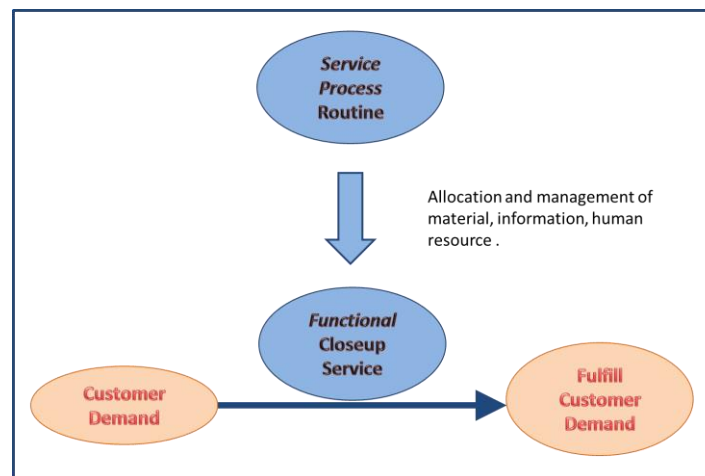 Service
Process
Routine
Allocation and management of
material, information, human
resource .
Functional
Closeup
Service
Customer
Demand
Fulfill
Customer
Demand